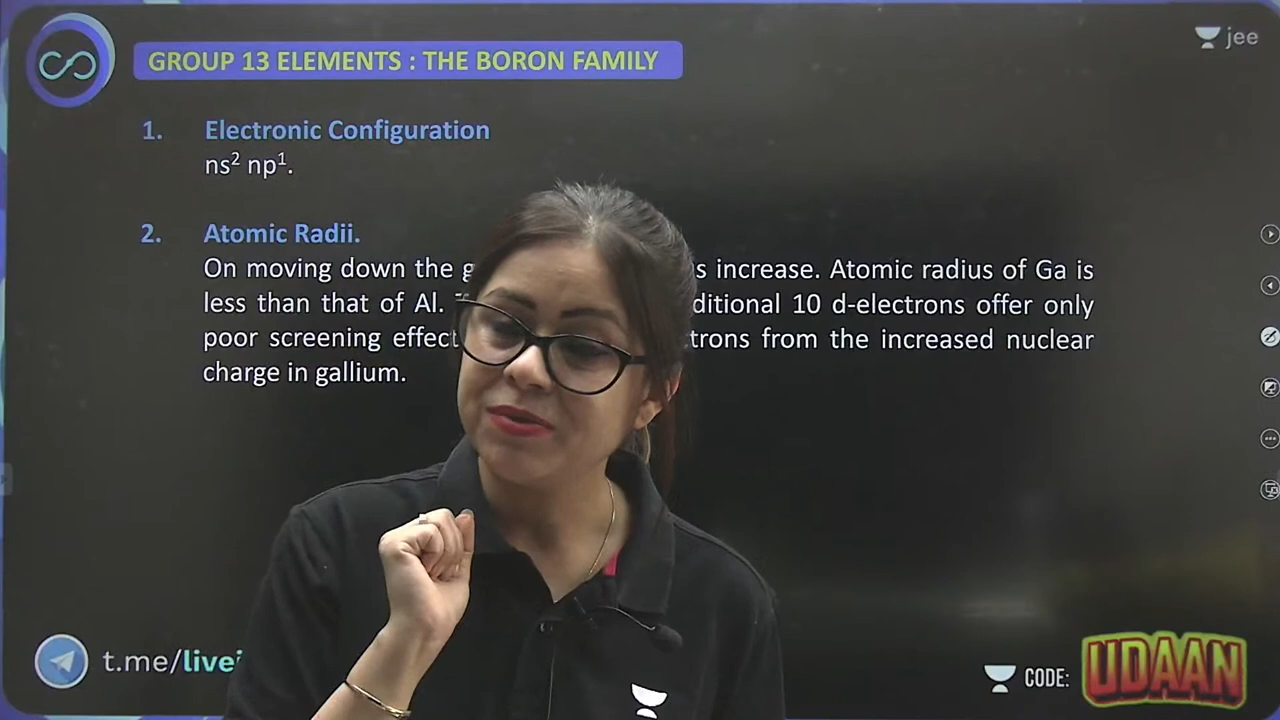 jee
GROUP 13 ELEMENTS : THE BORON FAMILY
1. Electronic Configuration
ns² np¹.
2. Atomic Radii.
On moving down the g s increase. Atomic radius of Ga is
less than that of Al. ditional 10 d-electrons offer only
poor screening effect trons from the increased nuclear
charge in gallium.
t.me/live
CODE: UDAAN